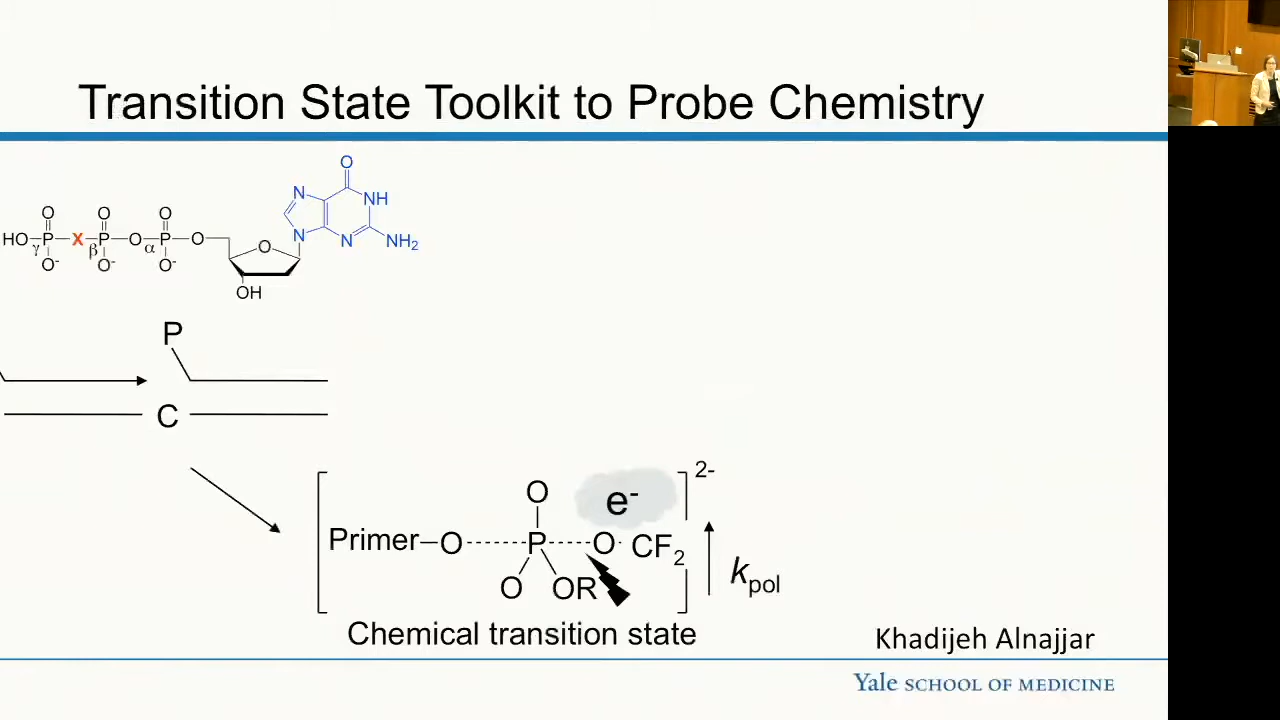 Transition State Toolkit to Probe Chemistry
O
N
NH
O O O
HO P X P O P O O N N NH₂
γ β α
O⁻ O⁻ O⁻
OH
P
C
2-
O e⁻
Primer–O P O CF₂
kpol
O OR
Chemical transition state
Khadijeh Alnajjar
Yale SCHOOL OF MEDICINE